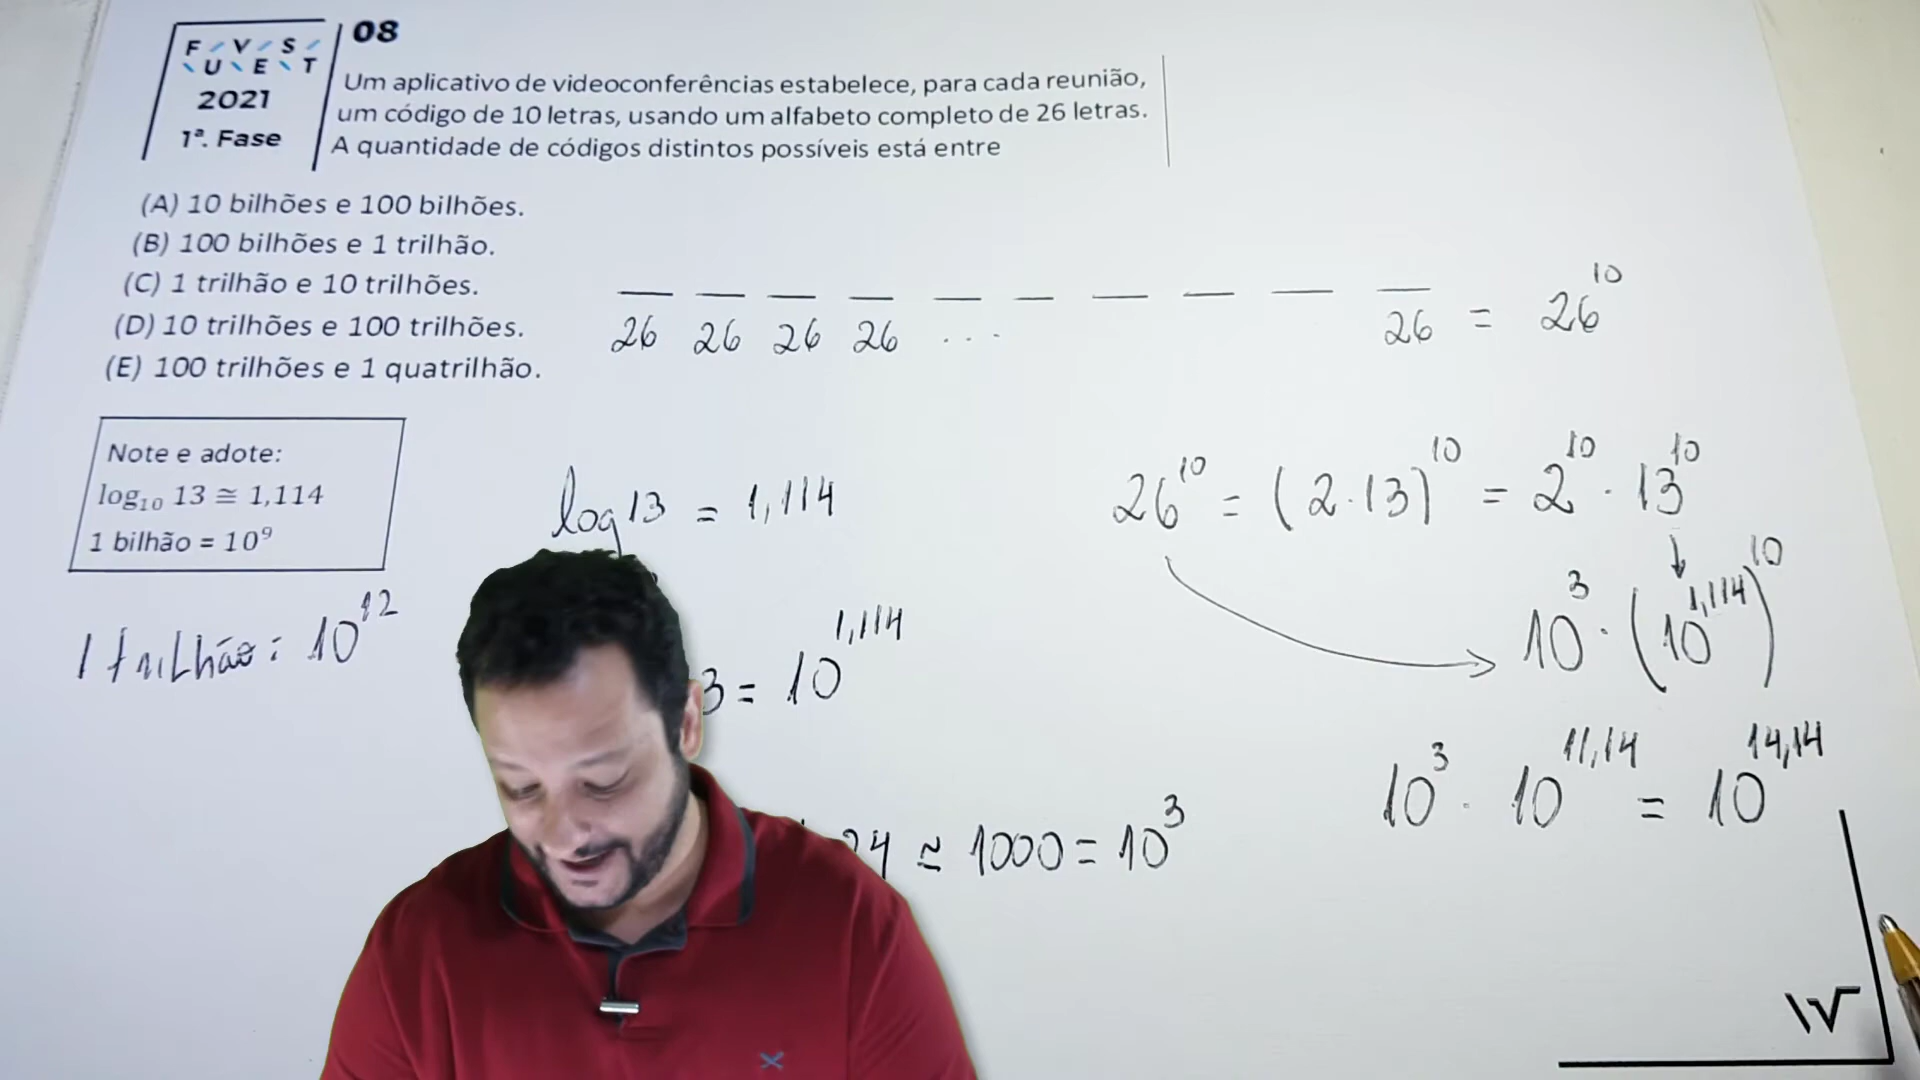 F V S
U E T
2021
1ª. Fase
08
Um aplicativo de videoconferências estabelece, para cada reunião,
um código de 10 letras, usando um alfabeto completo de 26 letras.
A quantidade de códigos distintos possíveis está entre
(A) 10 bilhões e 100 bilhões.
(B) 100 bilhões e 1 trilhão.
(C) 1 trilhão e 10 trilhões.
(D) 10 trilhões e 100 trilhões.
(E) 100 trilhões e 1 quatrilhão.
26 26 26 26 ... 26 = 26^10
Note e adote:
log₁₀ 13 ≅ 1,114
1 bilhão = 10⁹
1 trilhão = 10^12
log 13 = 1,114
3 = 10^1,114
24 ≅ 1000 = 10^3
26^10 = (2.13)^10 = 2^10 . 13^10
10^3 . (10^1,114)^10
10^3 . 10^11,14 = 10^14,14